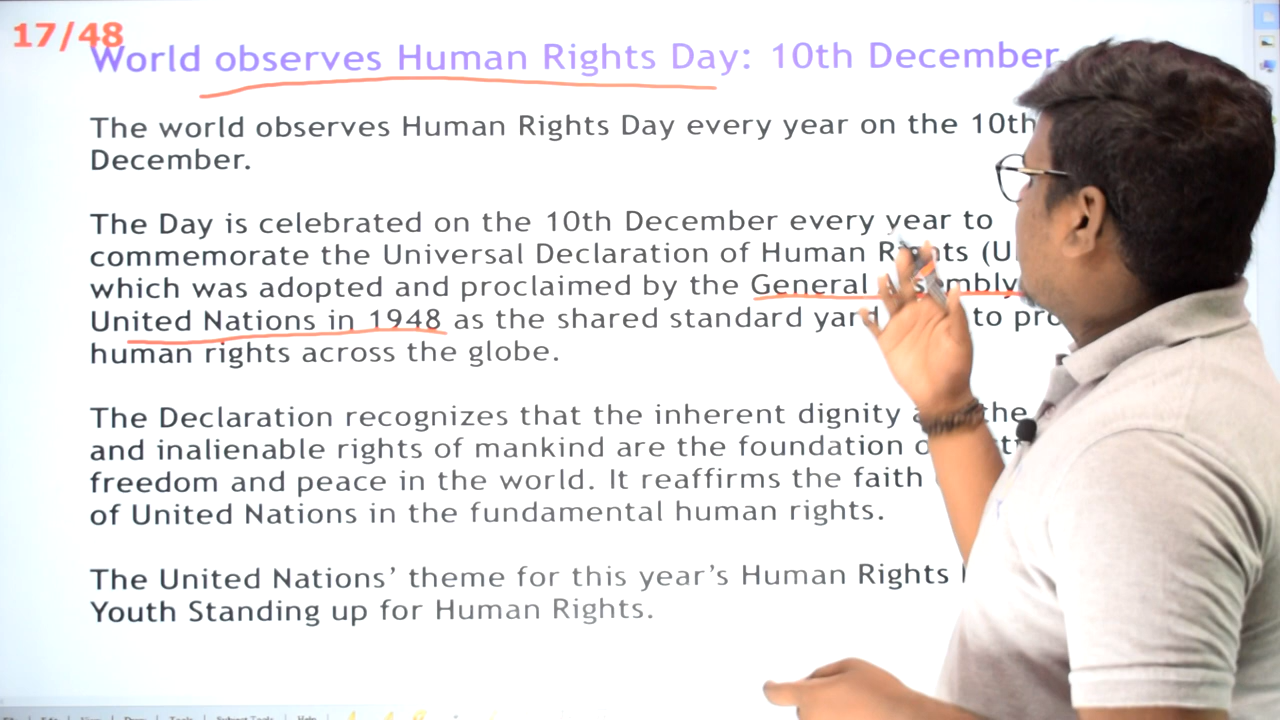 17/48
World observes Human Rights Day: 10th December
The world observes Human Rights Day every year on the 10th
December.
The Day is celebrated on the 10th December every year to
commemorate the Universal Declaration of Human
which was adopted and proclaimed by the General
United Nations in 1948 as the shared standard to
human rights across the globe.
The Declaration recognizes that the inherent dignity the
and inalienable rights of mankind are the foundation
freedom and peace in the world. It reaffirms the faith
of United Nations in the fundamental human rights.
The United Nations’ theme for this year’s Human Rights
Youth Standing up for Human Rights.